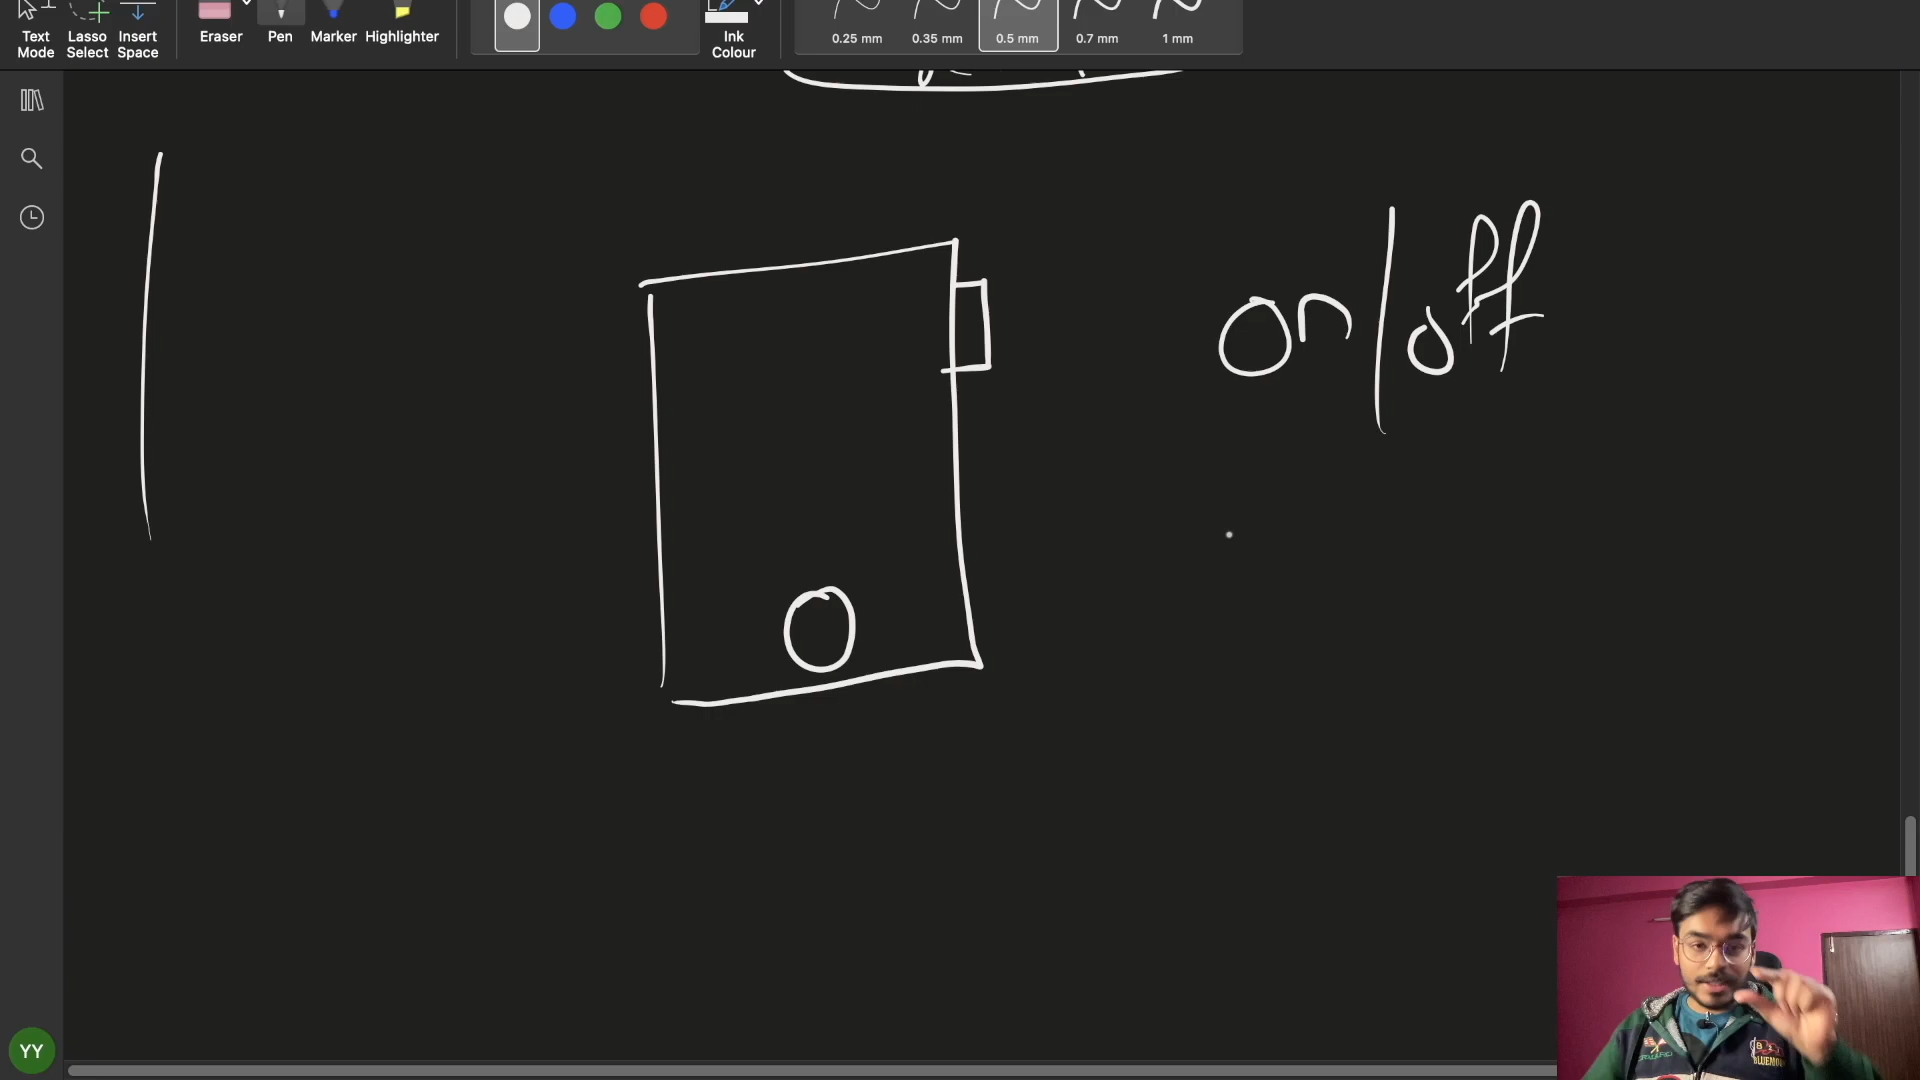 Text Mode
Lasso Select
Insert Space
Eraser
Pen
Marker
Highlighter
Ink Colour
0.25 mm
0.35 mm
0.5 mm
0.7 mm
1 mm
on/off
YY